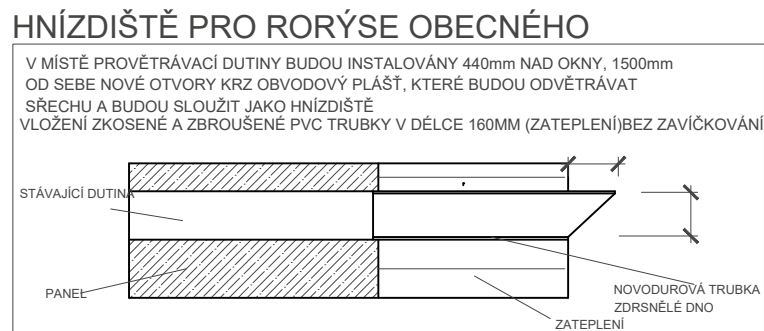 HNÍZDIŠTĚ PRO RORÝSE OBECNÉHO
V MÍSTĚ PROVĚTRÁVACÍ DUTINY BUDOU INSTALOVÁNY 440mm NAD OKNY, 1500mm
OD SEBE NOVÉ OTVORY KRZ OBVODOVÝ PLÁŠŤ, KTERÉ BUDOU ODVĚTRÁVAT
SŘECHU A BUDOU SLOUŽIT JAKO HNÍZDIŠTĚ
VLOŽENÍ ZKOSENÉ A ZBROUŠENÉ PVC TRUBKY V DÉLCE 160MM (ZATEPLENÍ)BEZ ZAVÍČKOVÁNÍ
STÁVAJÍCÍ DUTINA
PANEL
NOVODUROVÁ TRUBKA
ZDRSNĚLÉ DNO
ZATEPLENÍ